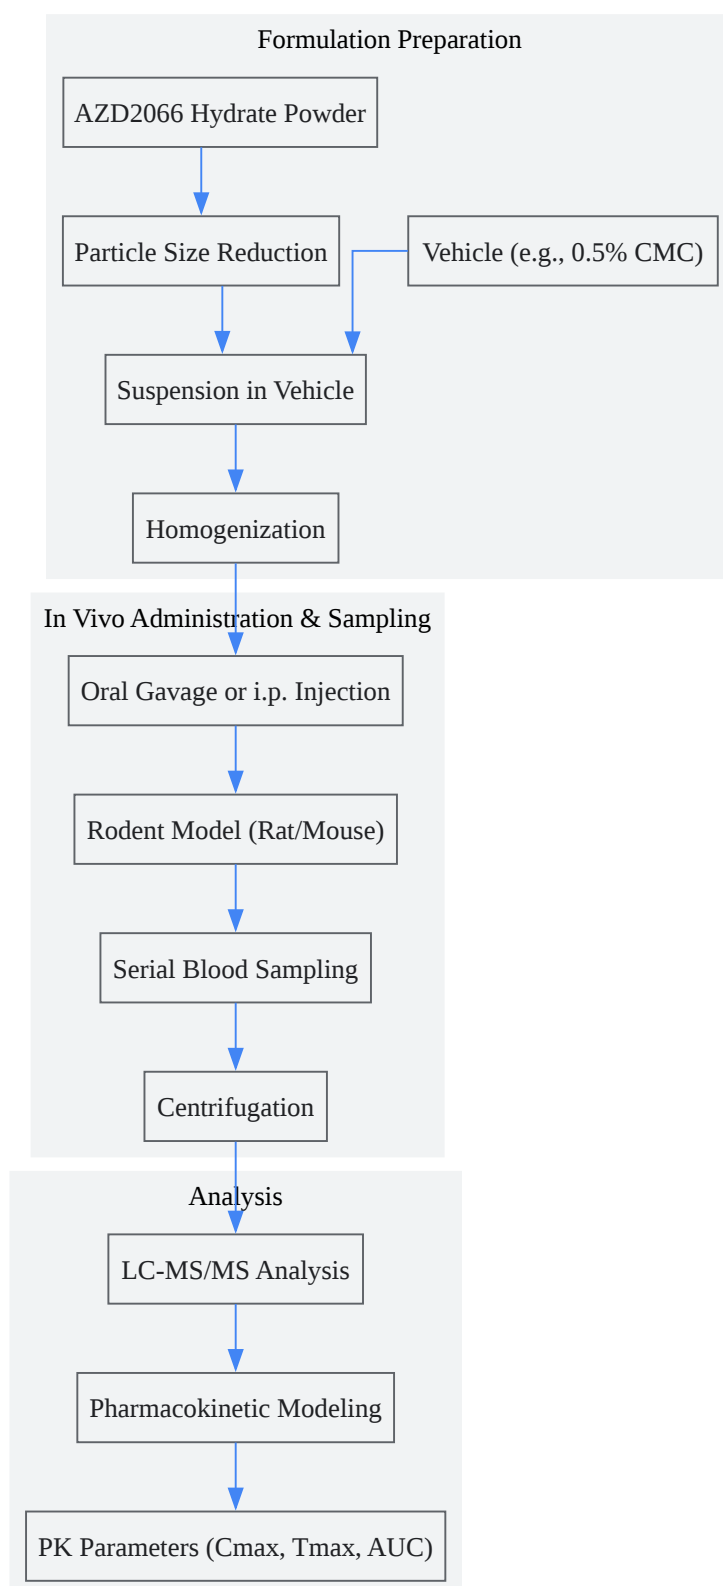 Formulation Preparation
AZD2066 Hydrate Powder
Particle Size Reduction
Vehicle (e.g., 0.5% CMC)
Suspension in Vehicle
Homogenization
In Vivo Administration & Sampling
Oral Gavage or i.p. Injection
Rodent Model (Rat/Mouse)
Serial Blood Sampling
Centrifugation
Analysis
LC-MS/MS Analysis
Pharmacokinetic Modeling
PK Parameters (Cmax, Tmax, AUC)